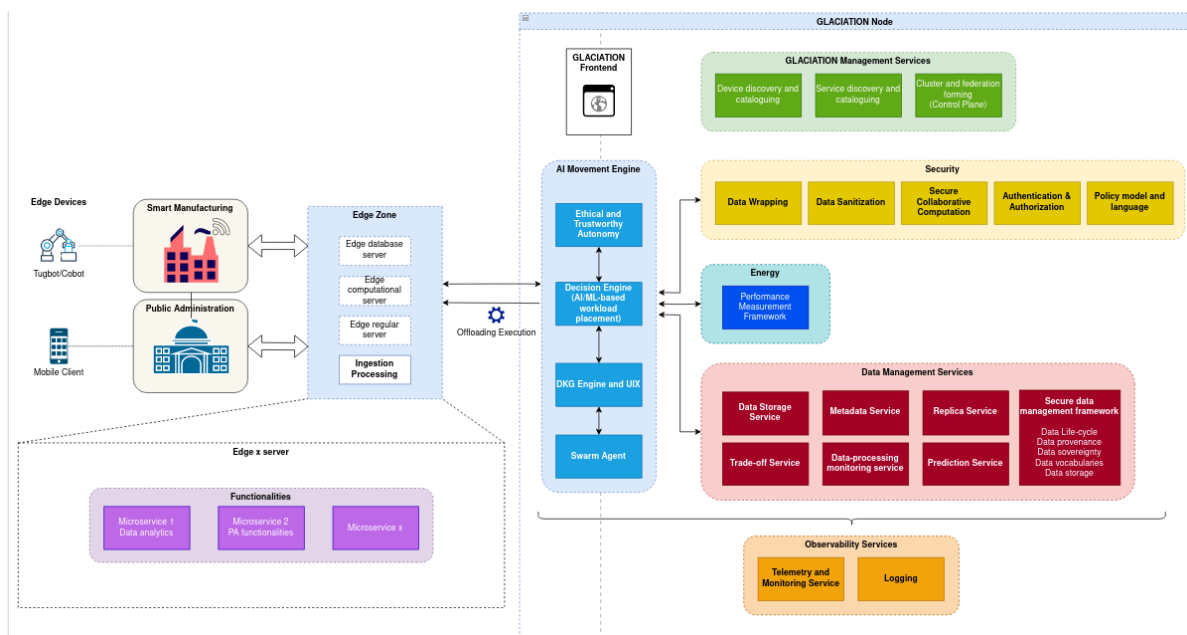 GLACIATION Node
GLACIATION
Frontend
GLACIATION Management Services
Device discovery and
cataloguing
Service discovery and
cataloguing
Cluster and federation
forming
(Control Plane)
AI Movement Engine
Ethical and
Trustworthy
Autonomy
Decision Engine
(AI/ML-based
workload
placement)
DKG Engine and UIX
Swarm Agent
Security
Data Wrapping
Data Sanitization
Secure
Collaborative
Computation
Authentication &
Authorization
Policy model and
language
Energy
Performance
Measurement
Framework
Data Management Services
Data Storage
Service
Metadata Service
Replica Service
Secure data
management framework
Data Life-cycle
Data provenance
Data sovereignty
Data vocabularies
Data storage
Trade-off Service
Data-processing
monitoring service
Prediction Service
Observability Services
Telemetry and
Monitoring Service
Logging
Edge Devices
Tugbot/Cobot
Mobile Client
Smart Manufacturing
Public Administration
Edge Zone
Edge database
server
Edge
computational
server
Edge regular
server
Ingestion
Processing
Offloading Execution
Edge x server
Functionalities
Microservice 1
Data analytics
Microservice 2
PA functionalities
Microservice x